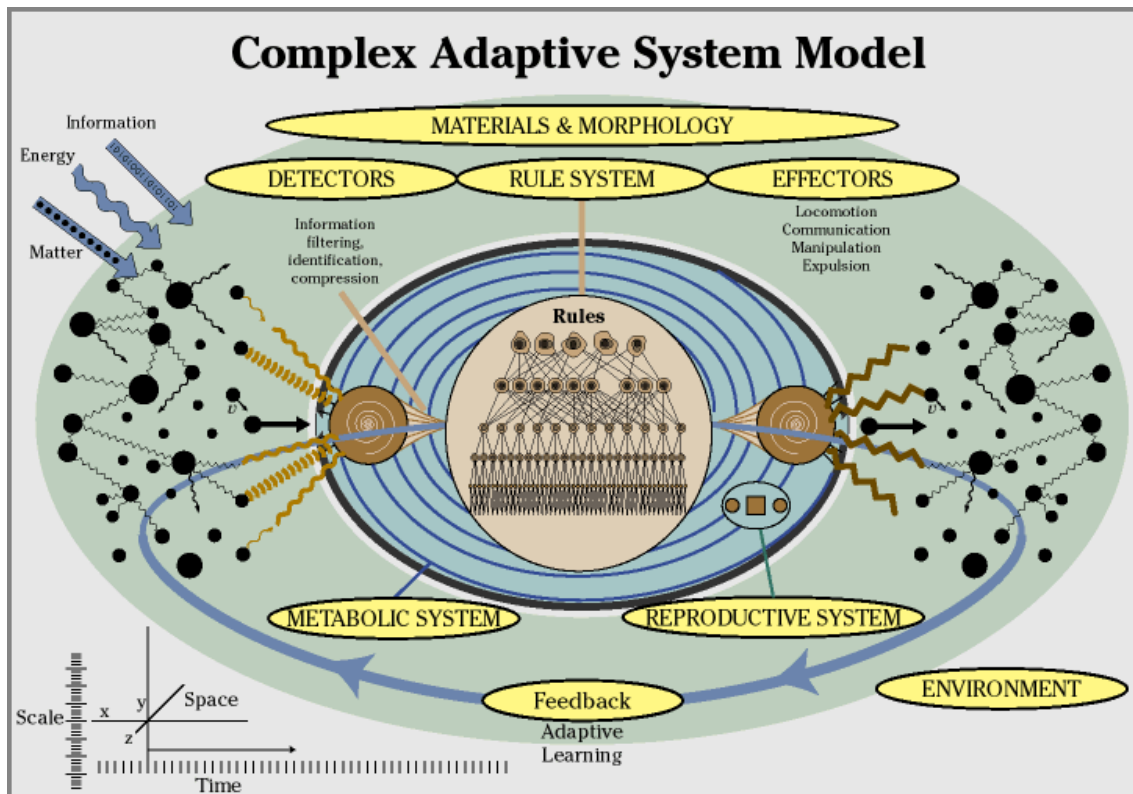 Complex Adaptive System Model
Information
Energy
Matter
MATERIALS & MORPHOLOGY
DETECTORS
RULE SYSTEM
EFFECTORS
Information
filtering,
identification,
compression
Locomotion
Communication
Manipulation
Expulsion
Rules
v
v
METABOLIC SYSTEM
REPRODUCTIVE SYSTEM
ENVIRONMENT
Feedback
Adaptive
Learning
Scale
x
y
z
Space
Time